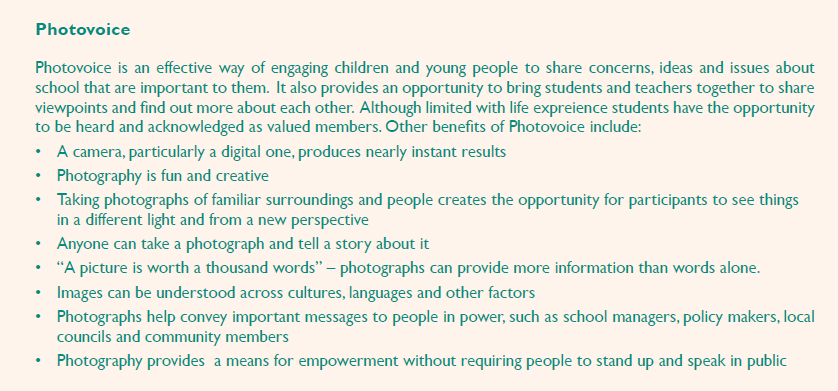 Photovoice
Photovoice is an effective way of engaging children and young people to share concerns, ideas and issues about
school that are important to them. It also provides an opportunity to bring students and teachers together to share
viewpoints and find out more about each other. Although limited with life expreience students have the opportunity
to be heard and acknowledged as valued members. Other benefits of Photovoice include:
• A camera, particularly a digital one, produces nearly instant results
• Photography is fun and creative
• Taking photographs of familiar surroundings and people creates the opportunity for participants to see things
in a different light and from a new perspective
• Anyone can take a photograph and tell a story about it
• “A picture is worth a thousand words” – photographs can provide more information than words alone.
• Images can be understood across cultures, languages and other factors
• Photographs help convey important messages to people in power, such as school managers, policy makers, local
councils and community members
• Photography provides  a means for empowerment without requiring people to stand up and speak in public